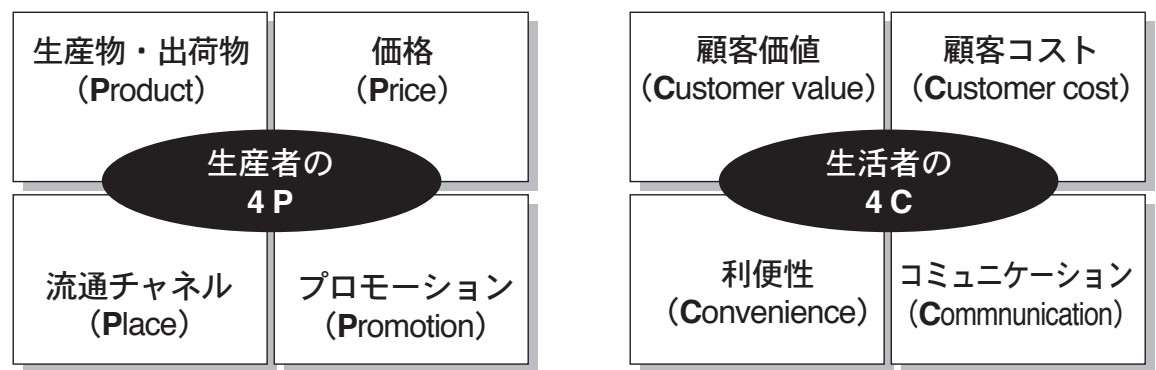 生産物・出荷物
（Product）
価格
（Price）
生産者の
4 P
流通チャネル
（Place）
プロモーション
（Promotion）
顧客価値
（Customer value）
顧客コスト
（Customer cost）
生活者の
4 C
利便性
（Convenience）
コミュニケーション
（Commnunication）